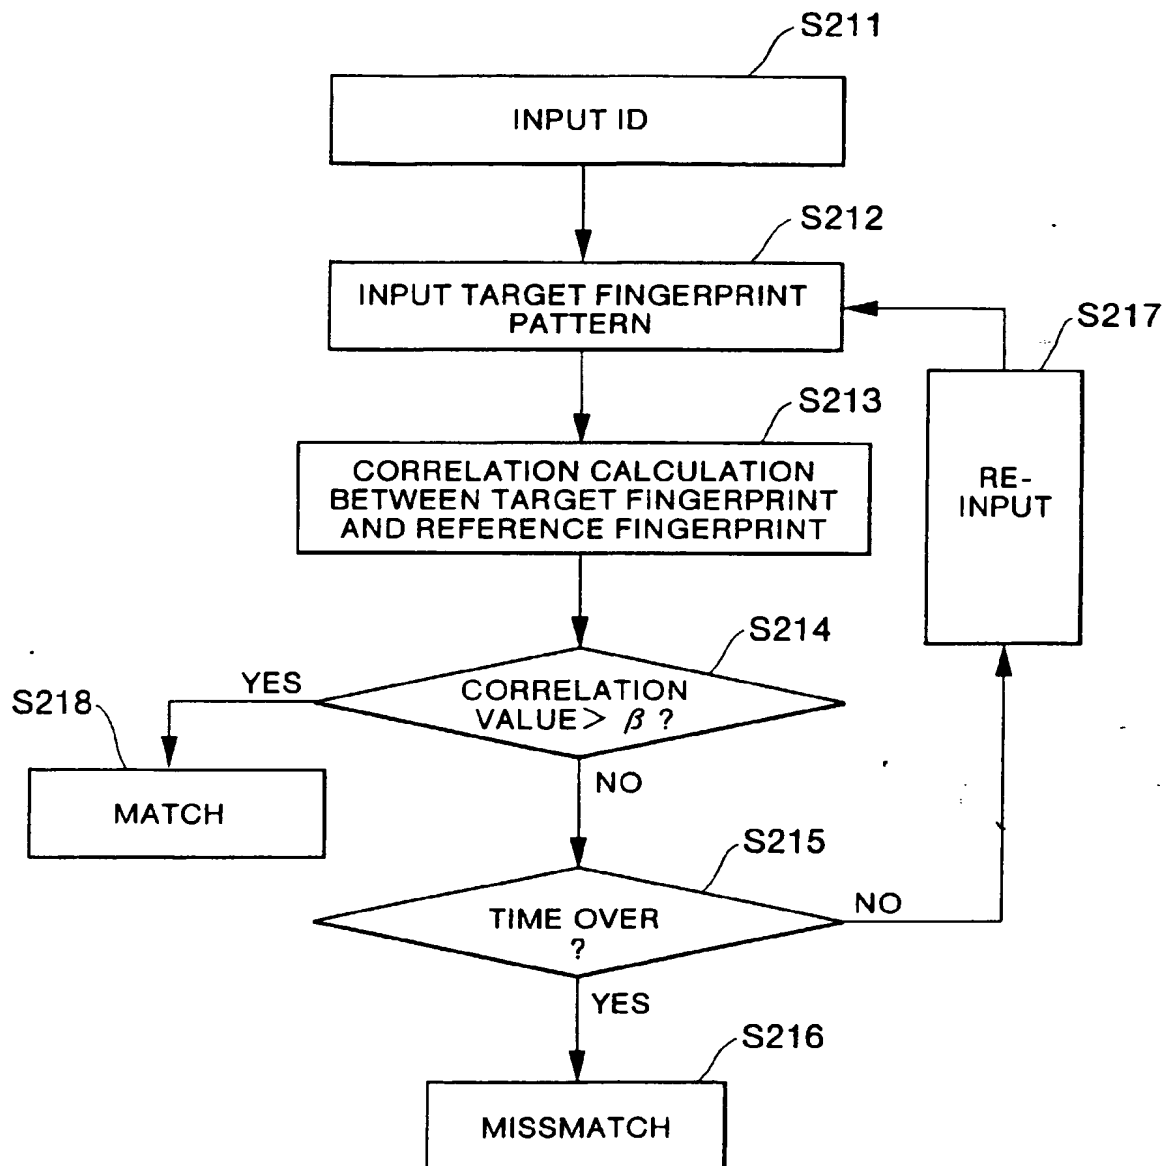 S211
INPUT ID
S212
INPUT TARGET FINGERPRINT
PATTERN
S217
S213
CORRELATION CALCULATION
BETWEEN TARGET FINGERPRINT
AND REFERENCE FINGERPRINT
RE-
INPUT
S214
YES
CORRELATION
VALUE> β ?
S218
NO
MATCH
S215
TIME OVER
?
NO
YES
S216
MISSMATCH